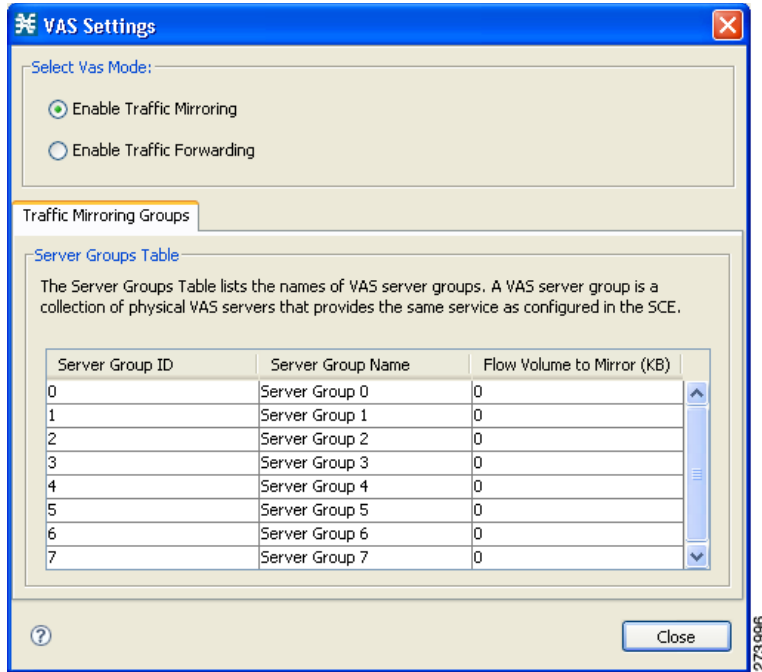 VAS Settings
Select Vas Mode:
Enable Traffic Mirroring
Enable Traffic Forwarding
Traffic Mirroring Groups
Server Groups Table
The Server Groups Table lists the names of VAS server groups. A VAS server group is a
collection of physical VAS servers that provides the same service as configured in the SCE.
Server Group ID Server Group Name Flow Volume to Mirror (KB)
0 Server Group 0 0
1 Server Group 1 0
2 Server Group 2 0
3 Server Group 3 0
4 Server Group 4 0
5 Server Group 5 0
6 Server Group 6 0
7 Server Group 7 0
?
Close
273996